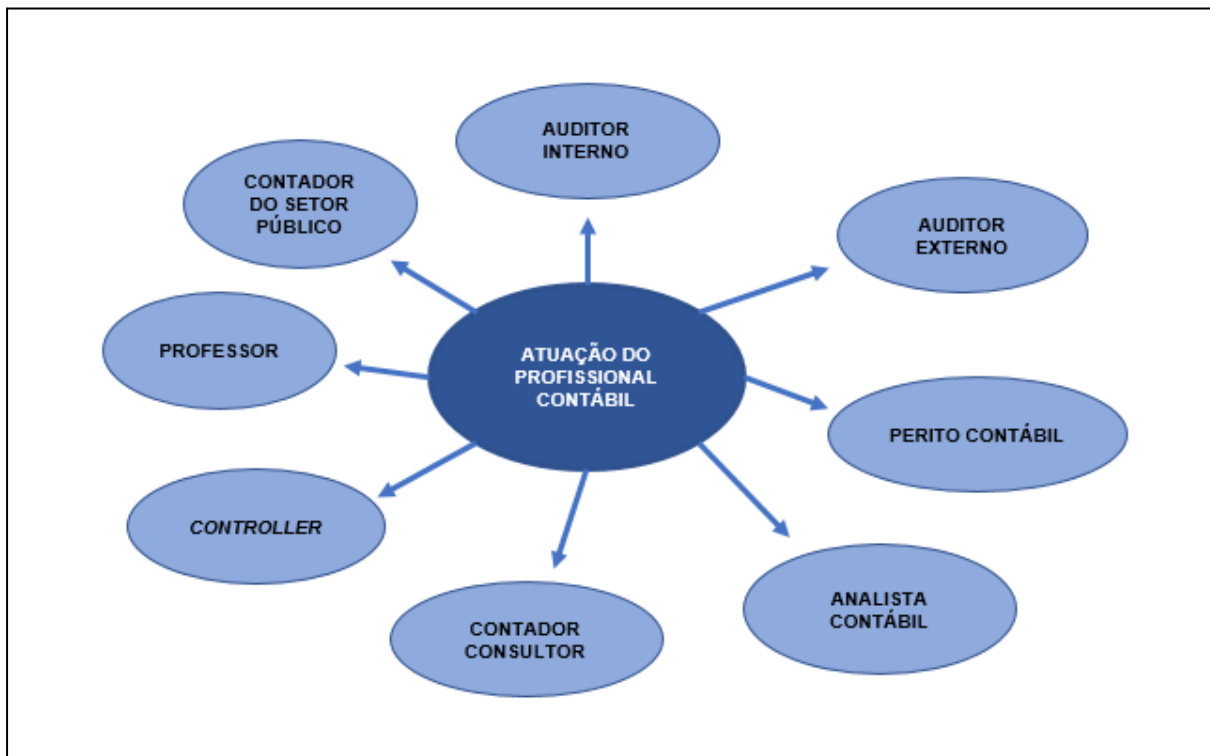 AUDITOR
INTERNO
CONTADOR
DO SETOR
PÚBLICO
AUDITOR
EXTERNO
PROFESSOR
ATUAÇÃO DO
PROFISSIONAL
CONTÁBIL
PERITO CONTÁBIL
CONTROLLER
ANALISTA
CONTÁBIL
CONTADOR
CONSULTOR